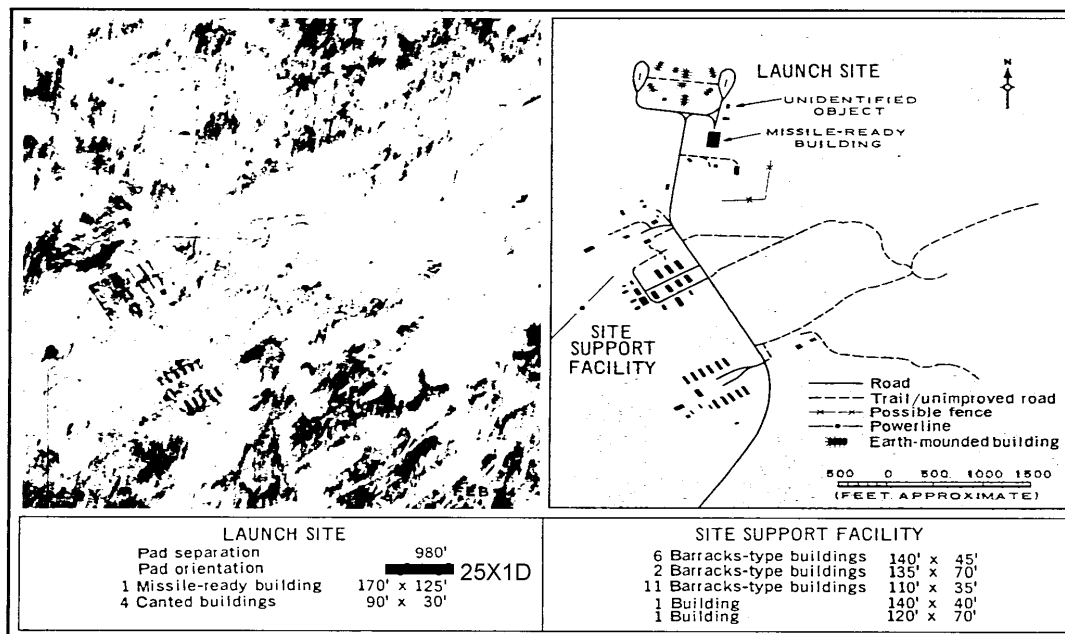 FEB
LAUNCH SITE
N
UNIDENTIFIED
OBJECT
MISSILE-READY
BUILDING
SITE
SUPPORT
FACILITY
Road
Trail/unimproved road
Possible fence
Powerline
Earth-mounded building
500 0 500 1000 1500
(FEET APPROXIMATE)
LAUNCH SITE
Pad separation 980'
Pad orientation 25X1D
1 Missile-ready building 170' x 125'
4 Canted buildings 90' x 30'
SITE SUPPORT FACILITY
6 Barracks-type buildings 140' x 45'
2 Barracks-type buildings 135' x 70'
11 Barracks-type buildings 110' x 35'
1 Building 140' x 40'
1 Building 120' x 70'